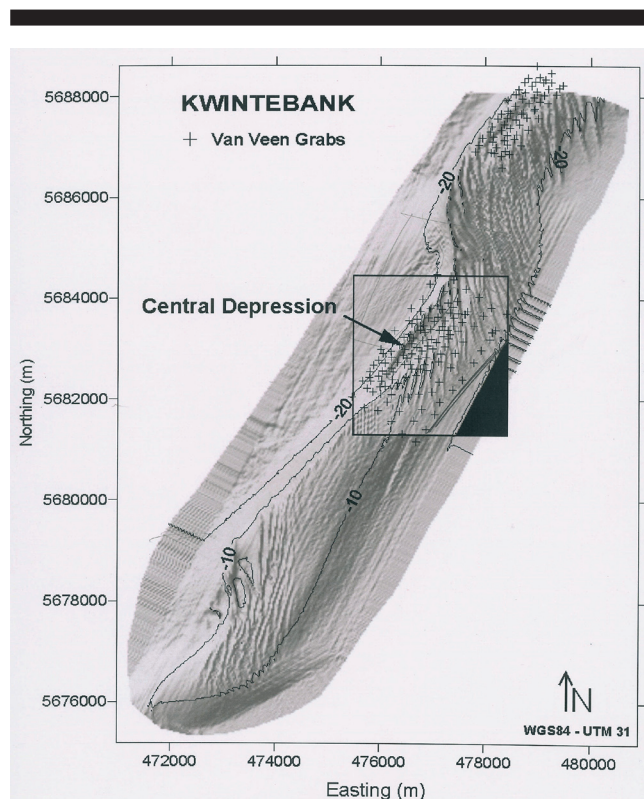 KWINTEBANK
+ Van Veen Grabs
Central Depression
-20
-20
-20
-10
-10
5688000
5686000
5684000
5682000
5680000
5678000
5676000
Northing (m)
472000 474000 476000 478000 480000
Easting (m)
N
WGS84 - UTM 31